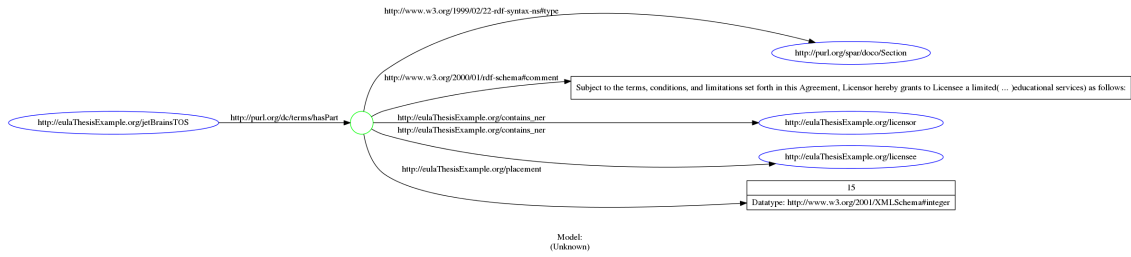 http://www.w3.org/1999/02/22-rdf-syntax-ns#type
http://purl.org/spar/doco/Section
http://www.w3.org/2000/01/rdf-schema#comment
Subject to the terms, conditions, and limitations set forth in this Agreement, Licensor hereby grants to Licensee a limited( ... )educational services) as follows:
http://eulaThesisExample.org/jetBrainsTOS
http://purl.org/dc/terms/hasPart
http://eulaThesisExample.org/contains_ner
http://eulaThesisExample.org/licensor
http://eulaThesisExample.org/contains_ner
http://eulaThesisExample.org/licensee
http://eulaThesisExample.org/placement
15
Datatype: http://www.w3.org/2001/XMLSchema#integer
Model:
(Unknown)